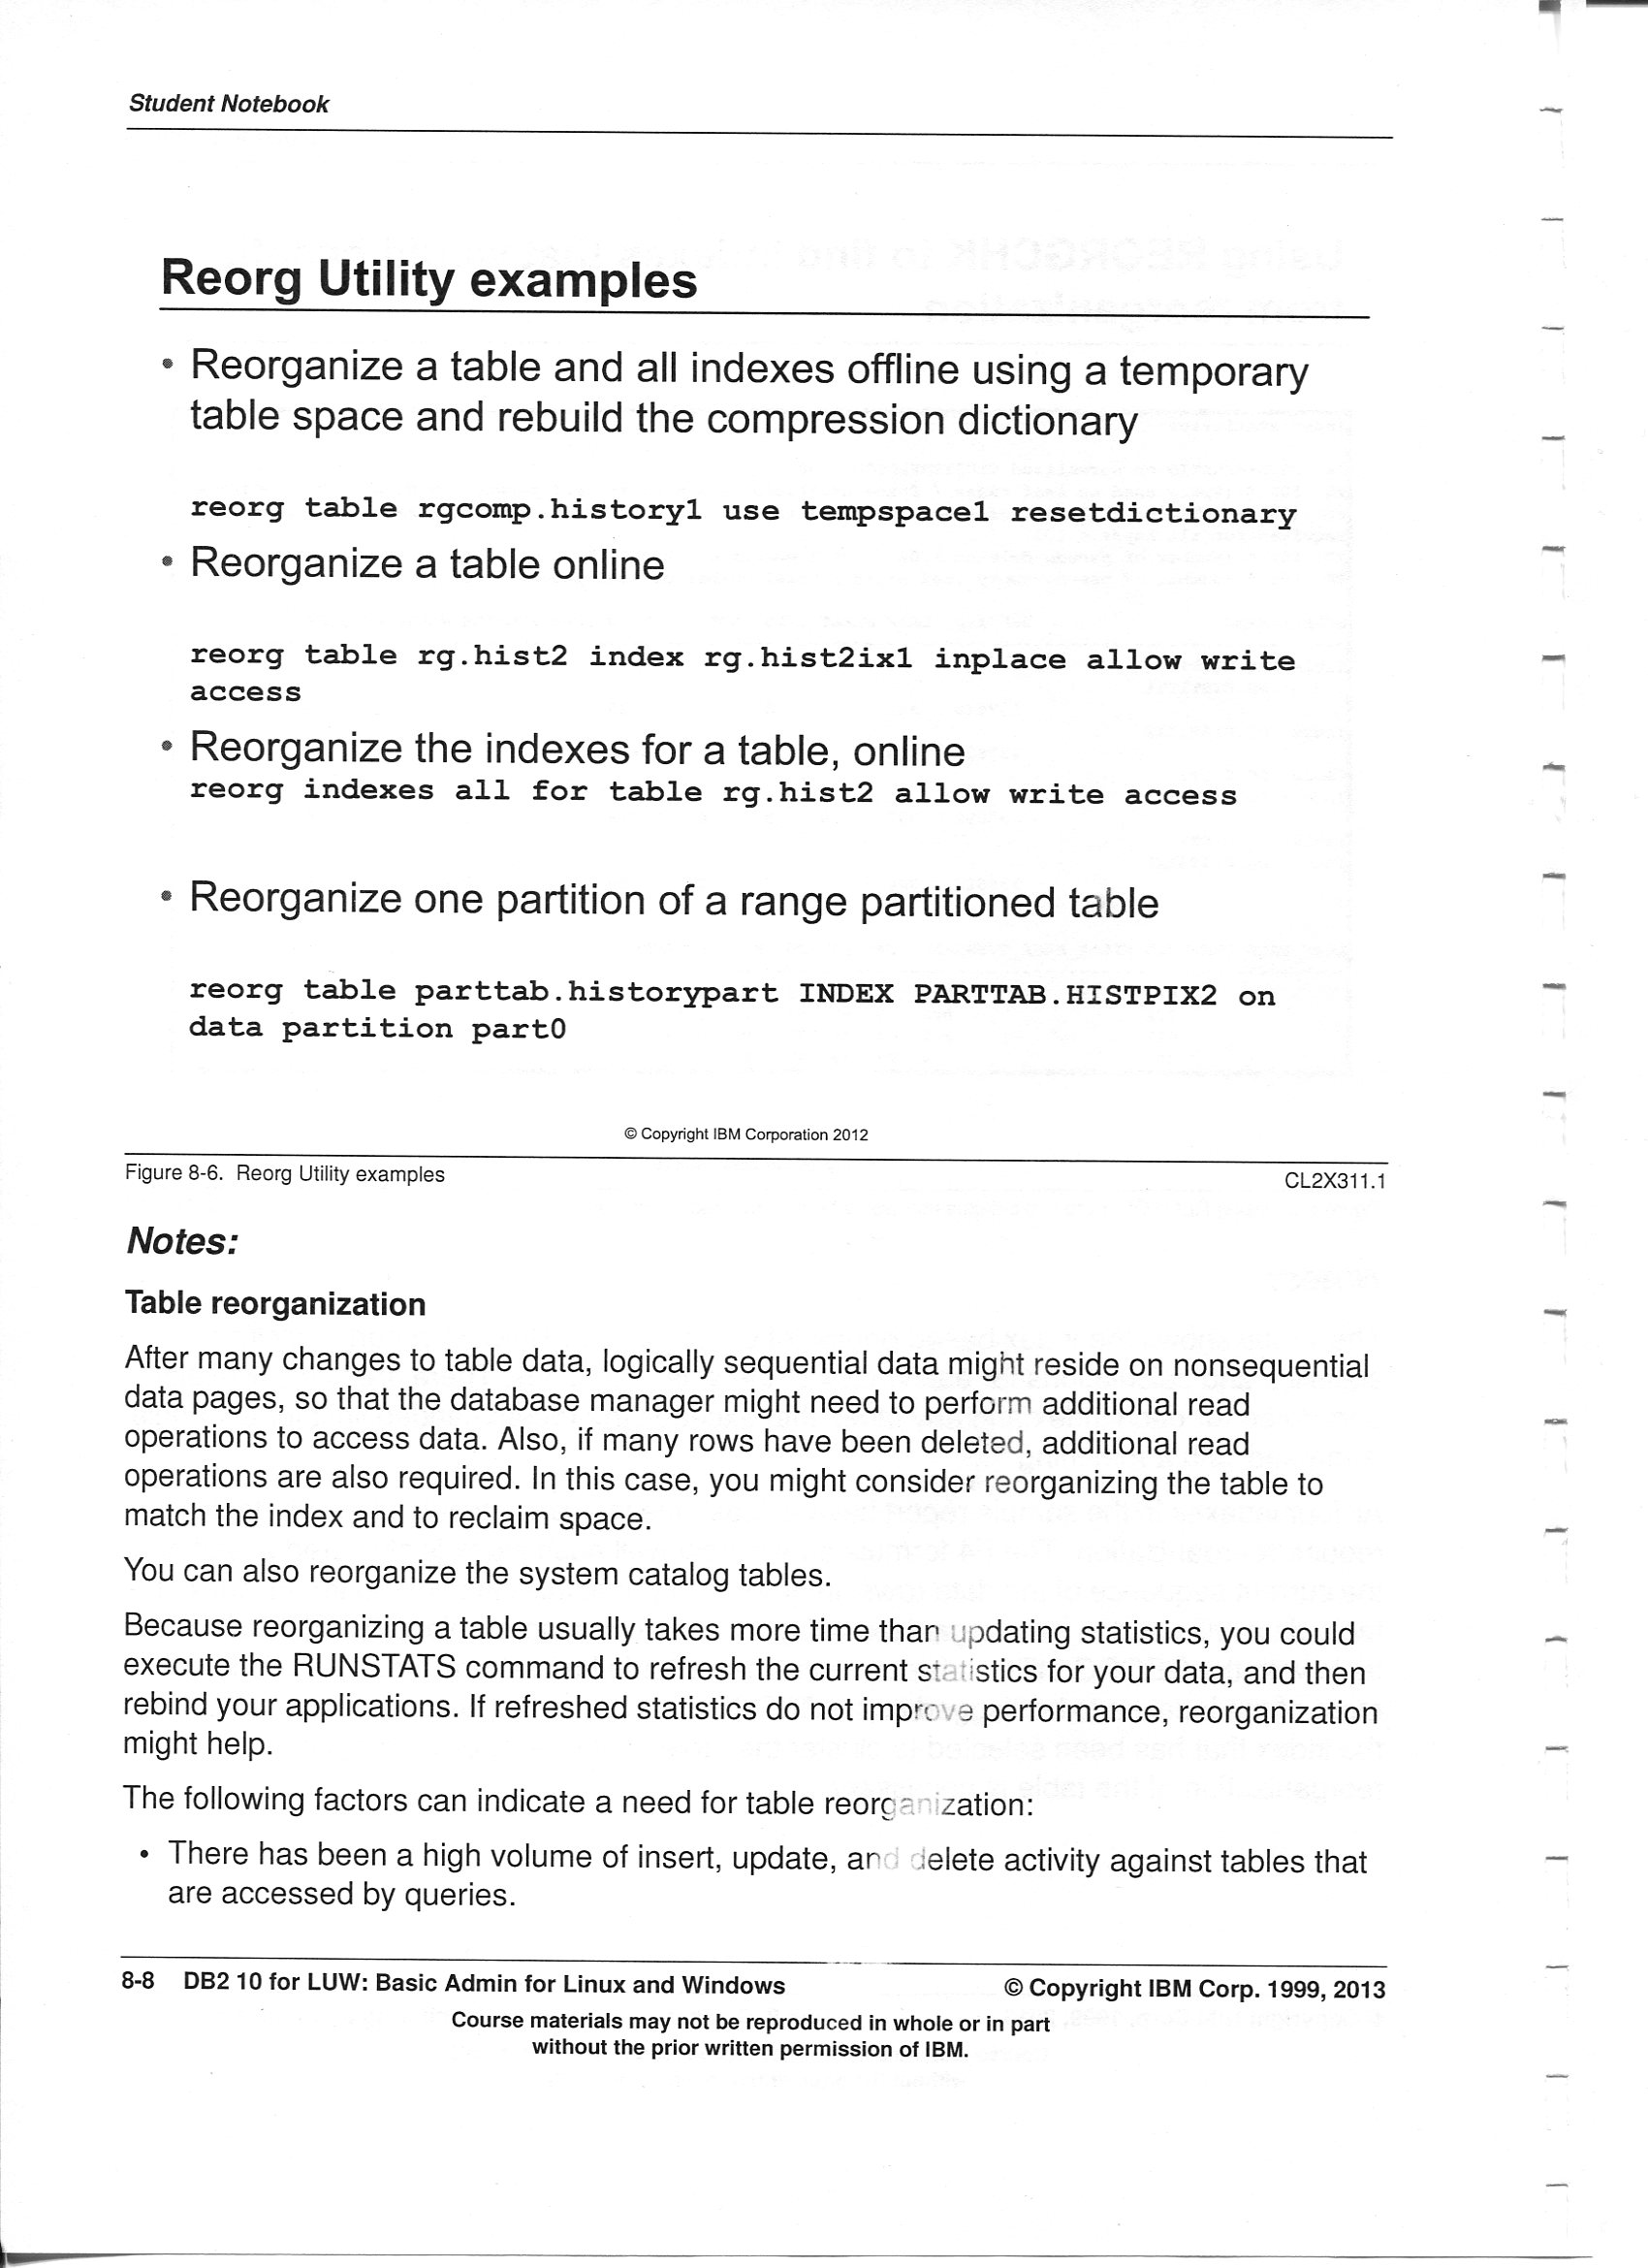 Student Notebook
Reorg Utility examples
• Reorganize a table and all indexes offline using a temporary
table space and rebuild the compression dictionary
reorg table rgcomp.history1 use tempspace1 resetdictionary
• Reorganize a table online
reorg table rg.hist2 index rg.hist2ix1 inplace allow write
access
• Reorganize the indexes for a table, online
reorg indexes all for table rg.hist2 allow write access
• Reorganize one partition of a range partitioned table
reorg table parttab.historypart INDEX PARTTAB.HISTPIX2 on
data partition part0
© Copyright IBM Corporation 2012
Figure 8-6. Reorg Utility examples CL2X311.1
Notes:
Table reorganization
After many changes to table data, logically sequential data might reside on nonsequential
data pages, so that the database manager might need to perform additional read
operations to access data. Also, if many rows have been deleted, additional read
operations are also required. In this case, you might consider reorganizing the table to
match the index and to reclaim space.
You can also reorganize the system catalog tables.
Because reorganizing a table usually takes more time than updating statistics, you could
execute the RUNSTATS command to refresh the current statistics for your data, and then
rebind your applications. If refreshed statistics do not improve performance, reorganization
might help.
The following factors can indicate a need for table reorganization:
• There has been a high volume of insert, update, and delete activity against tables that
are accessed by queries.
8-8 DB2 10 for LUW: Basic Admin for Linux and Windows © Copyright IBM Corp. 1999, 2013
Course materials may not be reproduced in whole or in part
without the prior written permission of IBM.